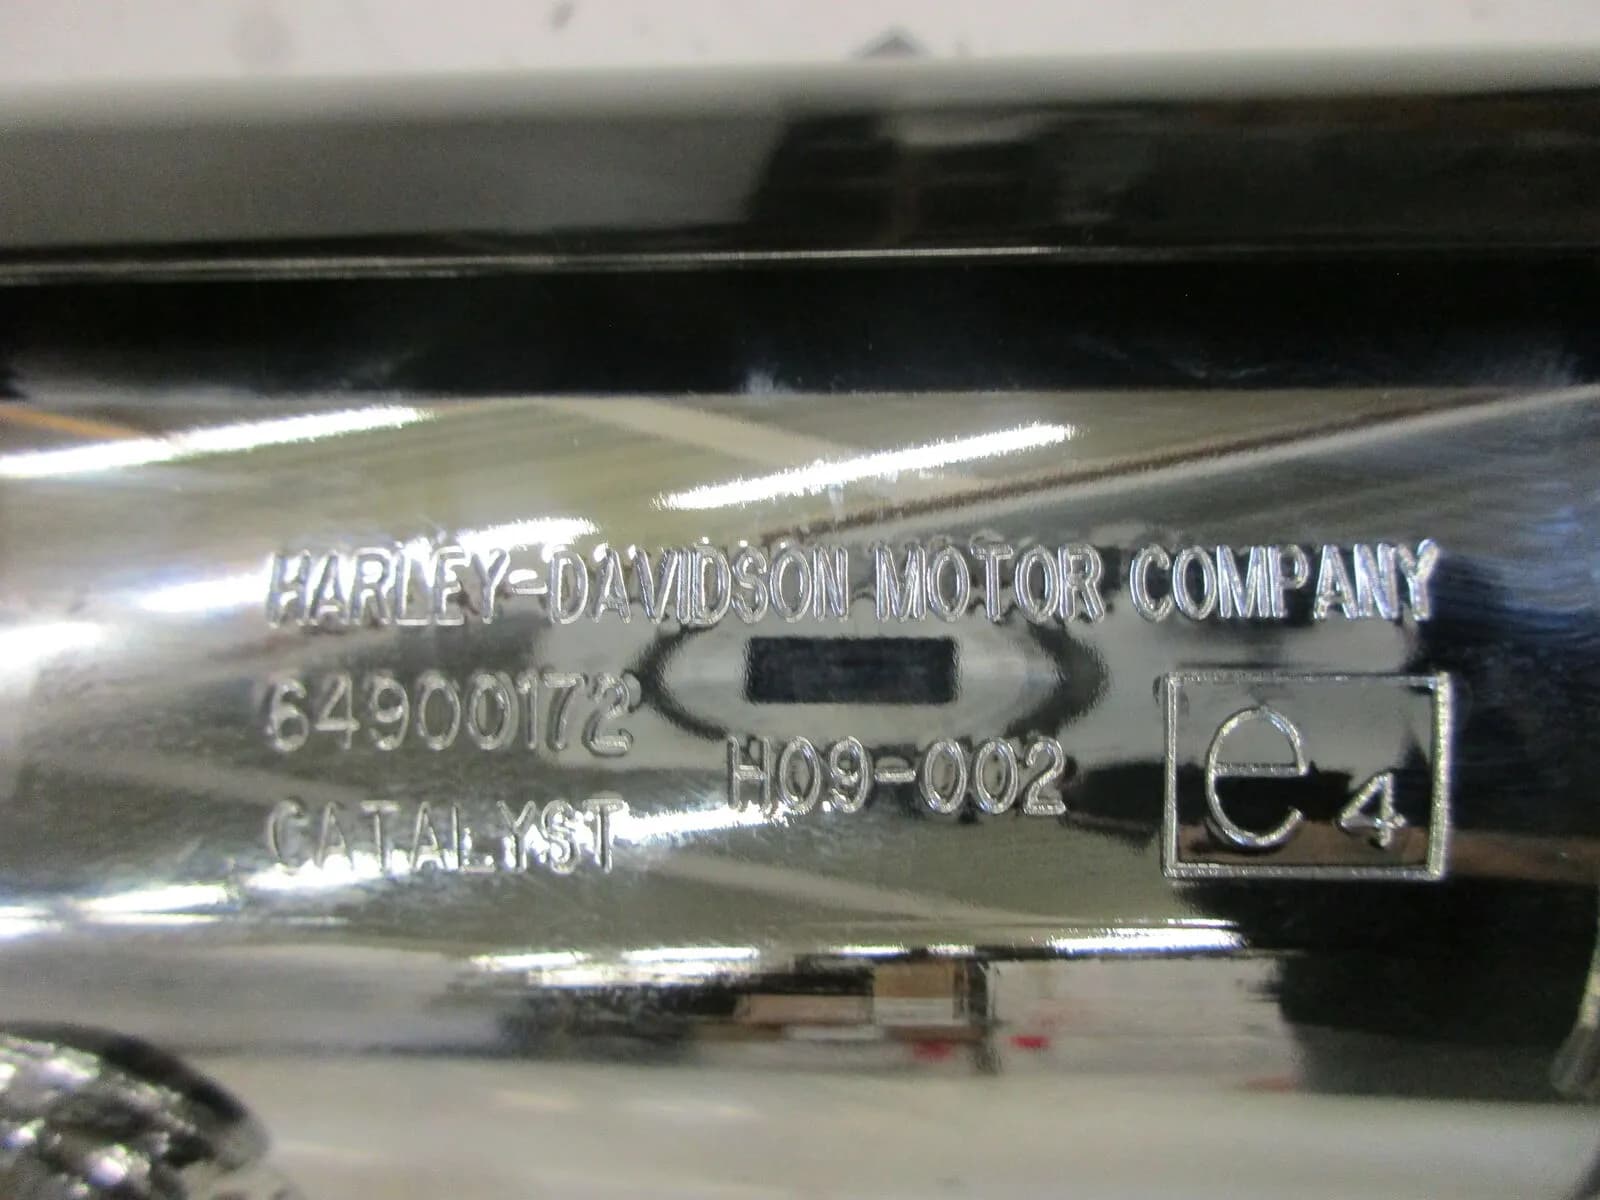 HARLEY-DAVIDSON MOTOR COMPANY
64900172
H09-002
CATALYST
e4